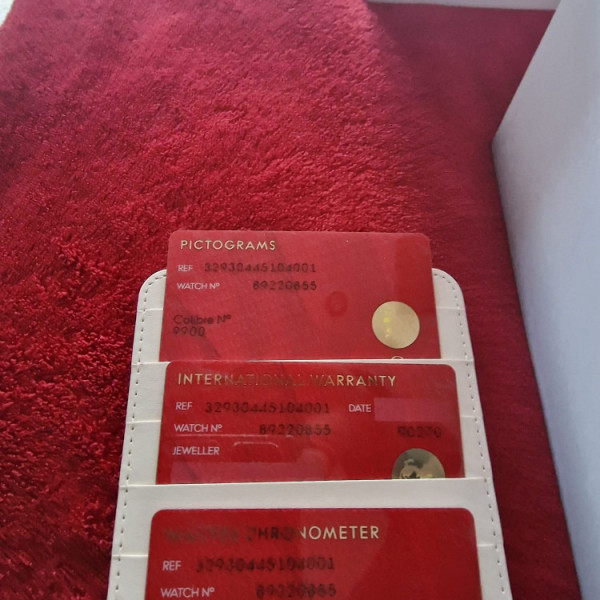 PICTOGRAMS
REF 32930445104001
WATCH Nº 89220855
Calibre Nº
9900
INTERNATIONAL WARRANTY
REF 32930445104001 DATE
WATCH Nº 89220855
JEWELLER
MASTER CHRONOMETER
REF 32930445104001
WATCH Nº 89220855